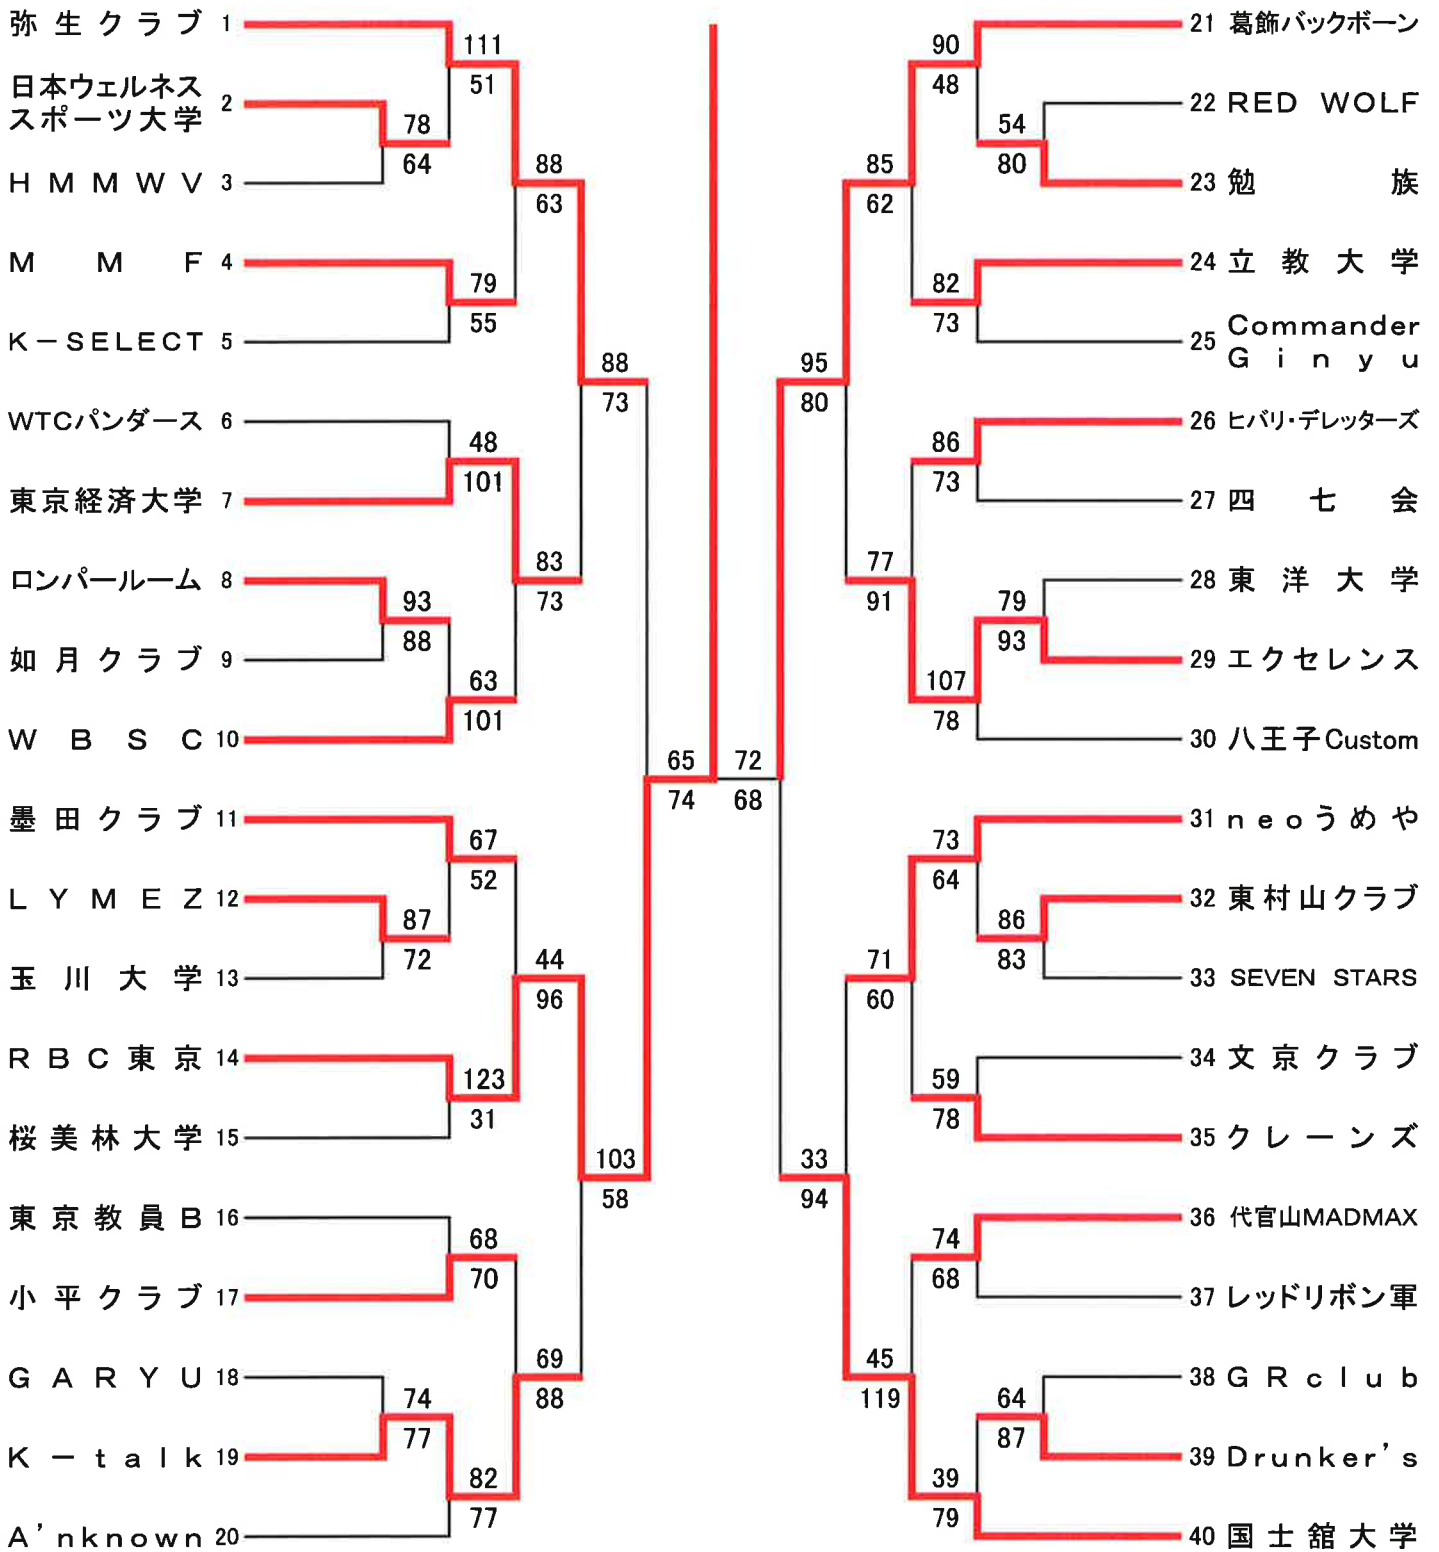 弥生クラブ 1
日本ウェルネス
スポーツ大学 2
HMMWV 3
MMF 4
K-SELECT 5
WTCパンダース 6
東京経済大学 7
ロンパールーム 8
如月クラブ 9
WBSC 10
墨田クラブ 11
LYMEZ 12
玉川大学 13
RBC東京 14
桜美林大学 15
東京教員B 16
小平クラブ 17
GARYU 18
K-talk 19
A'nknown 20
78
64
93
88
87
72
74
77
111
51
79
55
48
101
63
101
67
52
123
31
68
70
82
77
88
63
83
73
44
96
69
88
88
73
103
58
65
74
72
68
95
80
33
94
85
62
77
91
71
60
45
119
90
48
82
73
86
73
107
78
73
64
59
78
74
68
39
79
54
80
79
93
86
83
64
87
21 葛飾バックボーン
22 RED WOLF
23 勉族
24 立教大学
25 Commander
Ginyu
26 ヒバリ・デレッターズ
27 四七会
28 東洋大学
29 エクセレンス
30 八王子Custom
31 neoうめや
32 東村山クラブ
33 SEVEN STARS
34 文京クラブ
35 クレーンズ
36 代官山MADMAX
37 レッドリボン軍
38 GRclub
39 Drunker's
40 国士舘大学